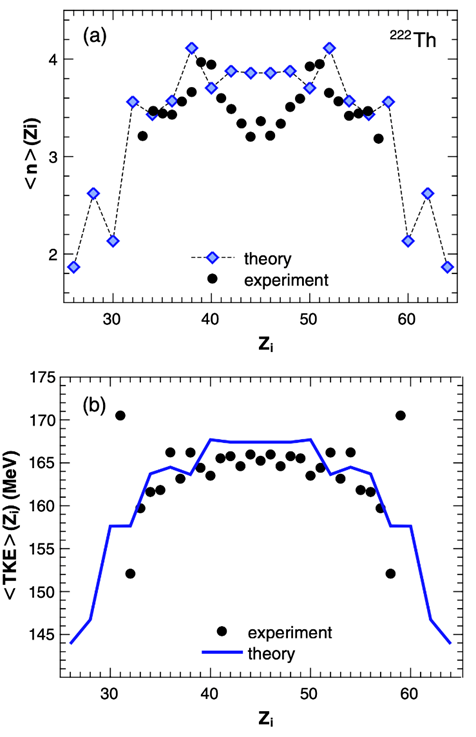 (a)
²²²Th
4
3
2
<n>(Zi)
theory
experiment
30
40
50
60
Zᵢ
(b)
175
170
165
160
155
150
145
<TKE>(Zᵢ) (MeV)
experiment
theory
30
40
50
60
Zᵢ